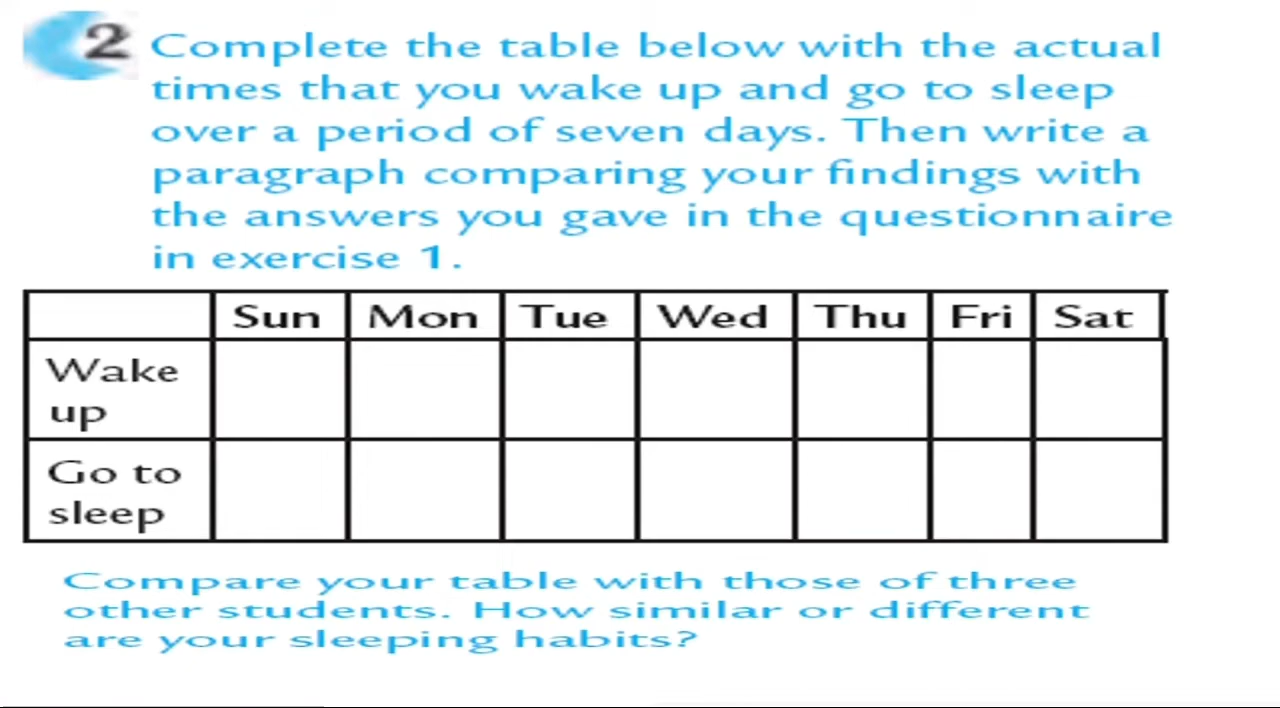 2
Complete the table below with the actual
times that you wake up and go to sleep
over a period of seven days. Then write a
paragraph comparing your findings with
the answers you gave in the questionnaire
in exercise 1.
Sun Mon Tue Wed Thu Fri Sat
Wake
up
Go to
sleep
Compare your table with those of three
other students. How similar or different
are your sleeping habits?